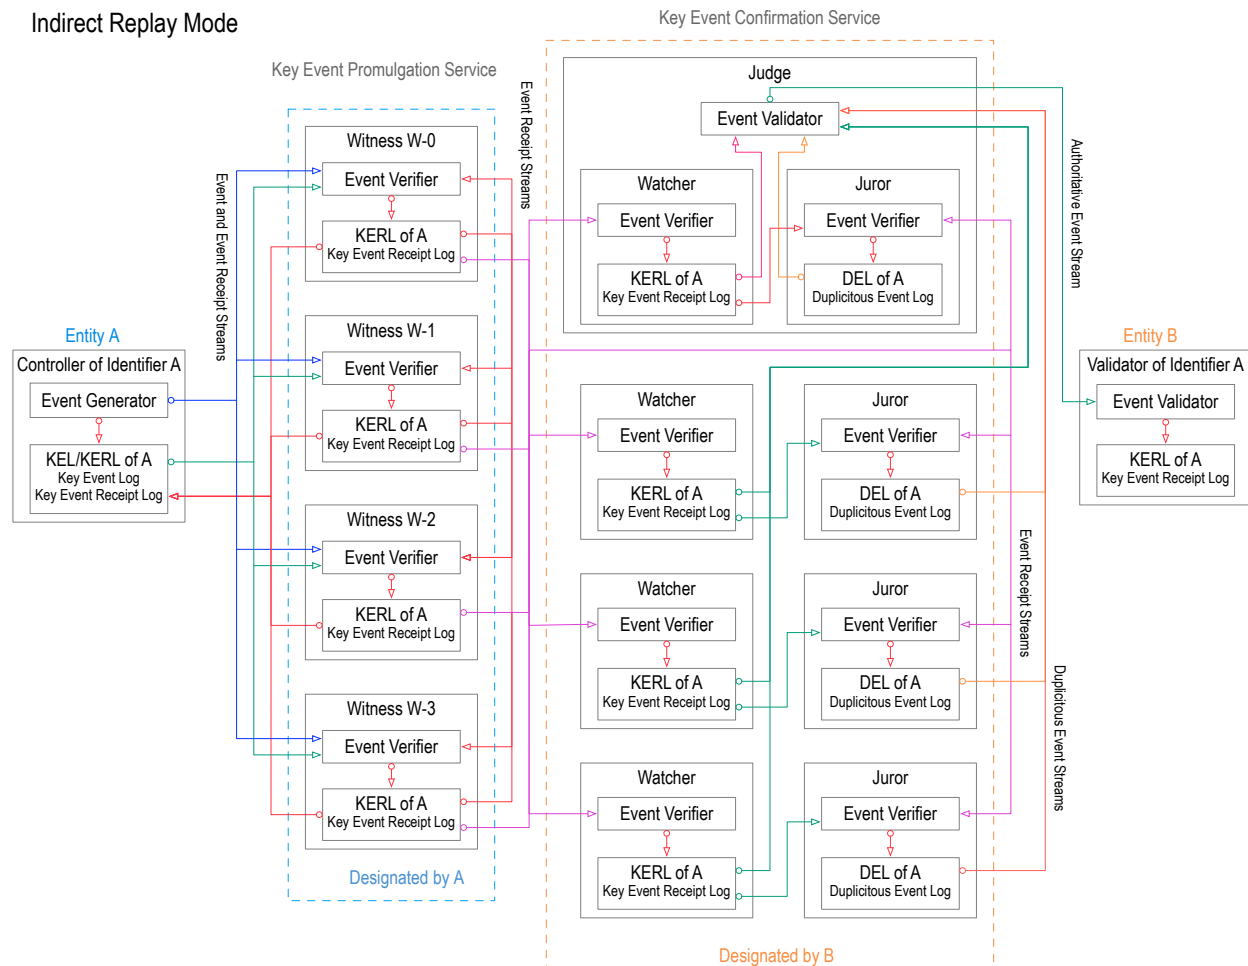 Indirect Replay Mode
Key Event Promulgation Service
Key Event Confirmation Service
Entity A
Controller of Identifier A
Event Generator
KEL/KERL of A
Key Event Log
Key Event Receipt Log
Event and Event Receipt Streams
Witness W-0
Event Verifier
KERL of A
Key Event Receipt Log
Witness W-1
Event Verifier
KERL of A
Key Event Receipt Log
Witness W-2
Event Verifier
KERL of A
Key Event Receipt Log
Witness W-3
Event Verifier
KERL of A
Key Event Receipt Log
Designated by A
Event Receipt Streams
Judge
Event Validator
Watcher
Event Verifier
KERL of A
Key Event Receipt Log
Juror
Event Verifier
DEL of A
Duplicitous Event Log
Watcher
Event Verifier
KERL of A
Key Event Receipt Log
Juror
Event Verifier
DEL of A
Duplicitous Event Log
Watcher
Event Verifier
KERL of A
Key Event Receipt Log
Juror
Event Verifier
DEL of A
Duplicitous Event Log
Watcher
Event Verifier
KERL of A
Key Event Receipt Log
Juror
Event Verifier
DEL of A
Duplicitous Event Log
Designated by B
Event Receipt Streams
Duplicitous Event Streams
Authoritative Event Stream
Entity B
Validator of Identifier A
Event Validator
KERL of A
Key Event Receipt Log